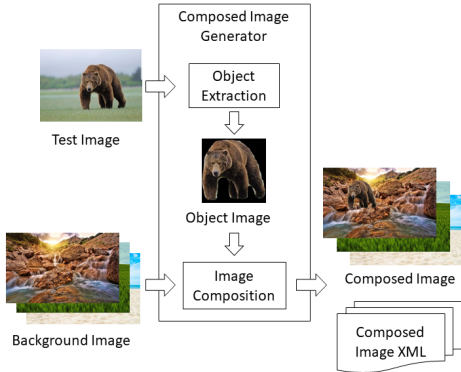 Composed Image
Generator
Object
Extraction
Test Image
Object Image
Image
Composition
Background Image
Composed Image
Composed
Image XML